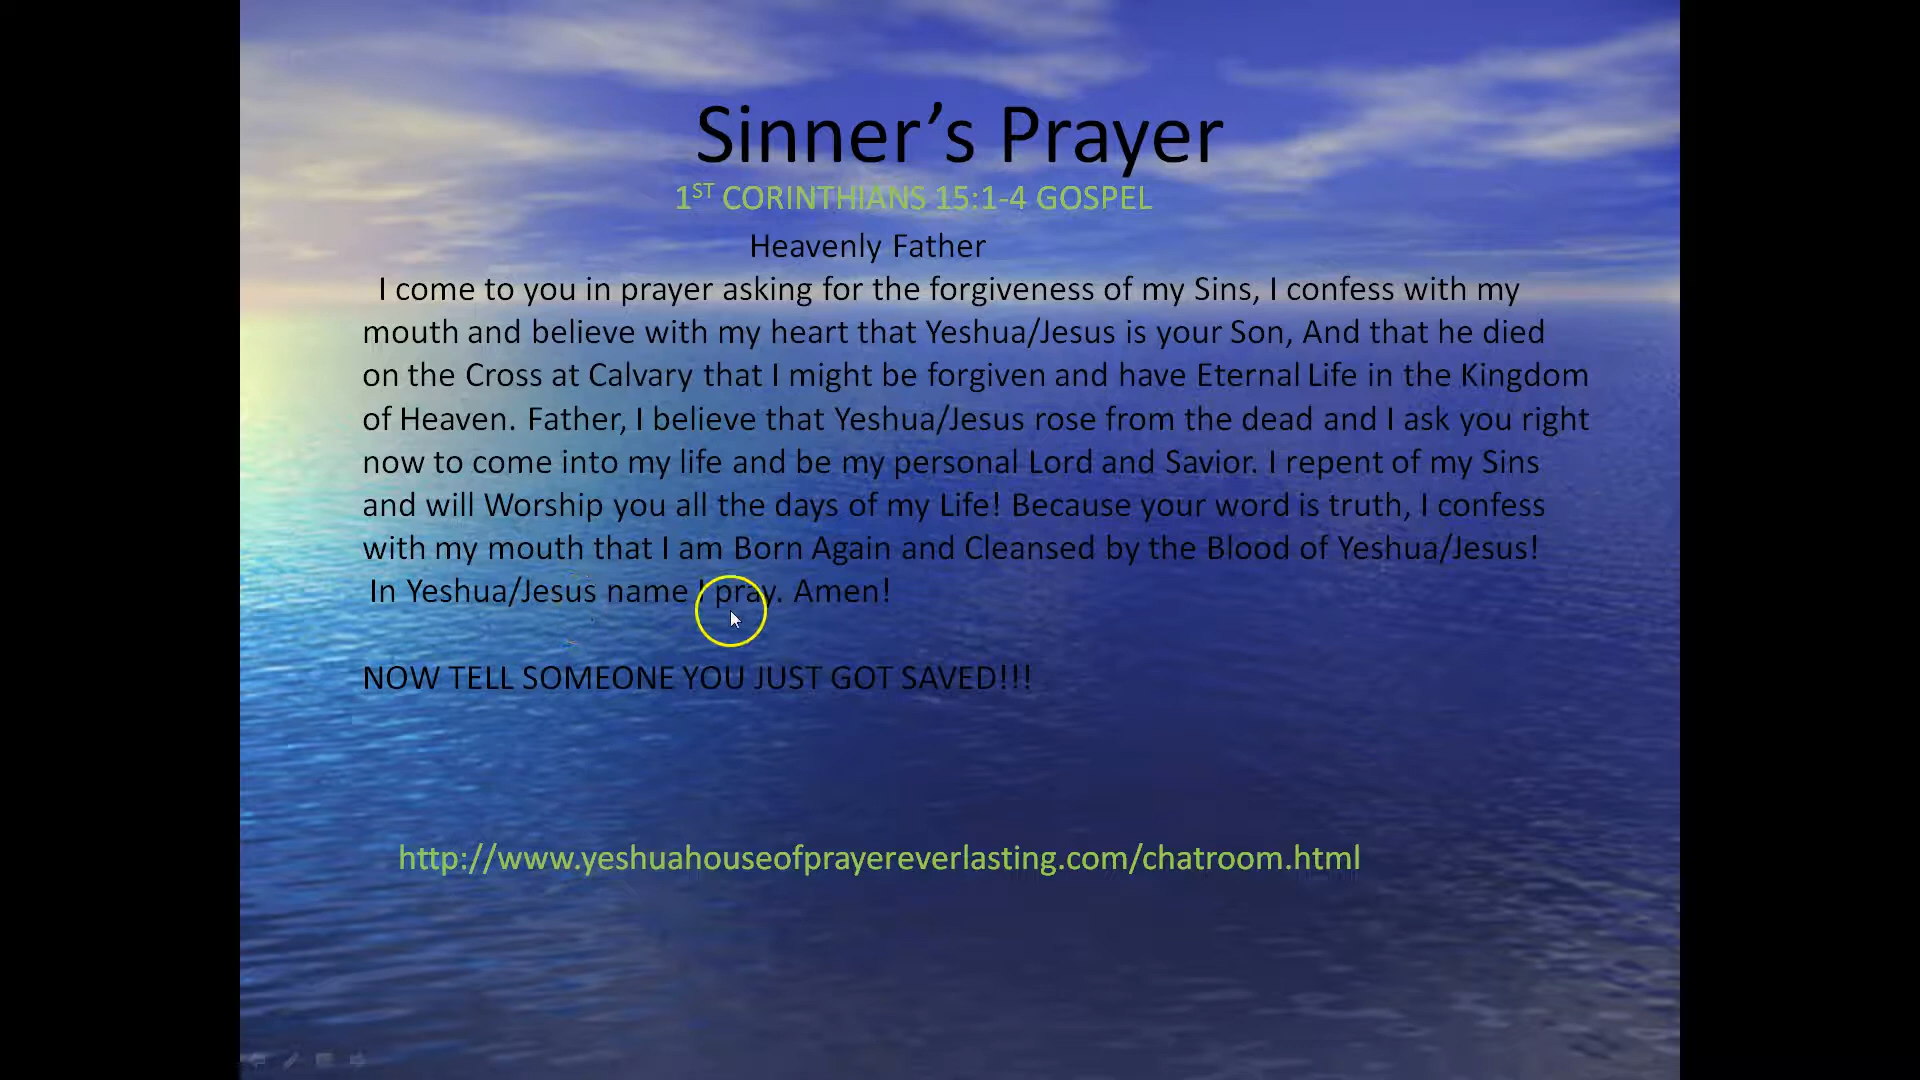 Sinner’s Prayer
1ST CORINTHIANS 15:1-4 GOSPEL
Heavenly Father
I come to you in prayer asking for the forgiveness of my Sins, I confess with my
mouth and believe with my heart that Yeshua/Jesus is your Son, And that he died
on the Cross at Calvary that I might be forgiven and have Eternal Life in the Kingdom
of Heaven. Father, I believe that Yeshua/Jesus rose from the dead and I ask you right
now to come into my life and be my personal Lord and Savior. I repent of my Sins
and will Worship you all the days of my Life! Because your word is truth, I confess
with my mouth that I am Born Again and Cleansed by the Blood of Yeshua/Jesus!
In Yeshua/Jesus name I pray. Amen!
NOW TELL SOMEONE YOU JUST GOT SAVED!!!
http://www.yeshuahouseofprayereverlasting.com/chatroom.html